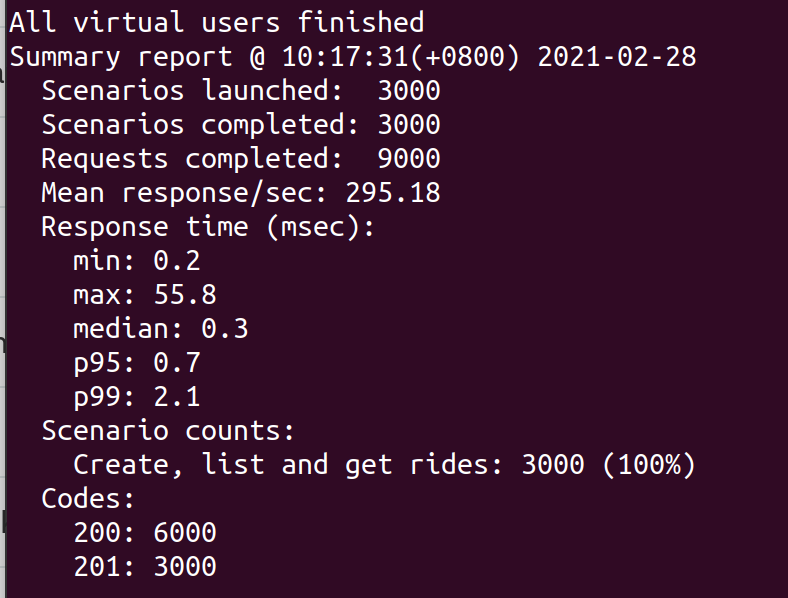 All virtual users finished
Summary report @ 10:17:31(+0800) 2021-02-28
Scenarios launched: 3000
Scenarios completed: 3000
Requests completed: 9000
Mean response/sec: 295.18
Response time (msec):
min: 0.2
max: 55.8
median: 0.3
p95: 0.7
p99: 2.1
Scenario counts:
Create, list and get rides: 3000 (100%)
Codes:
200: 6000
201: 3000